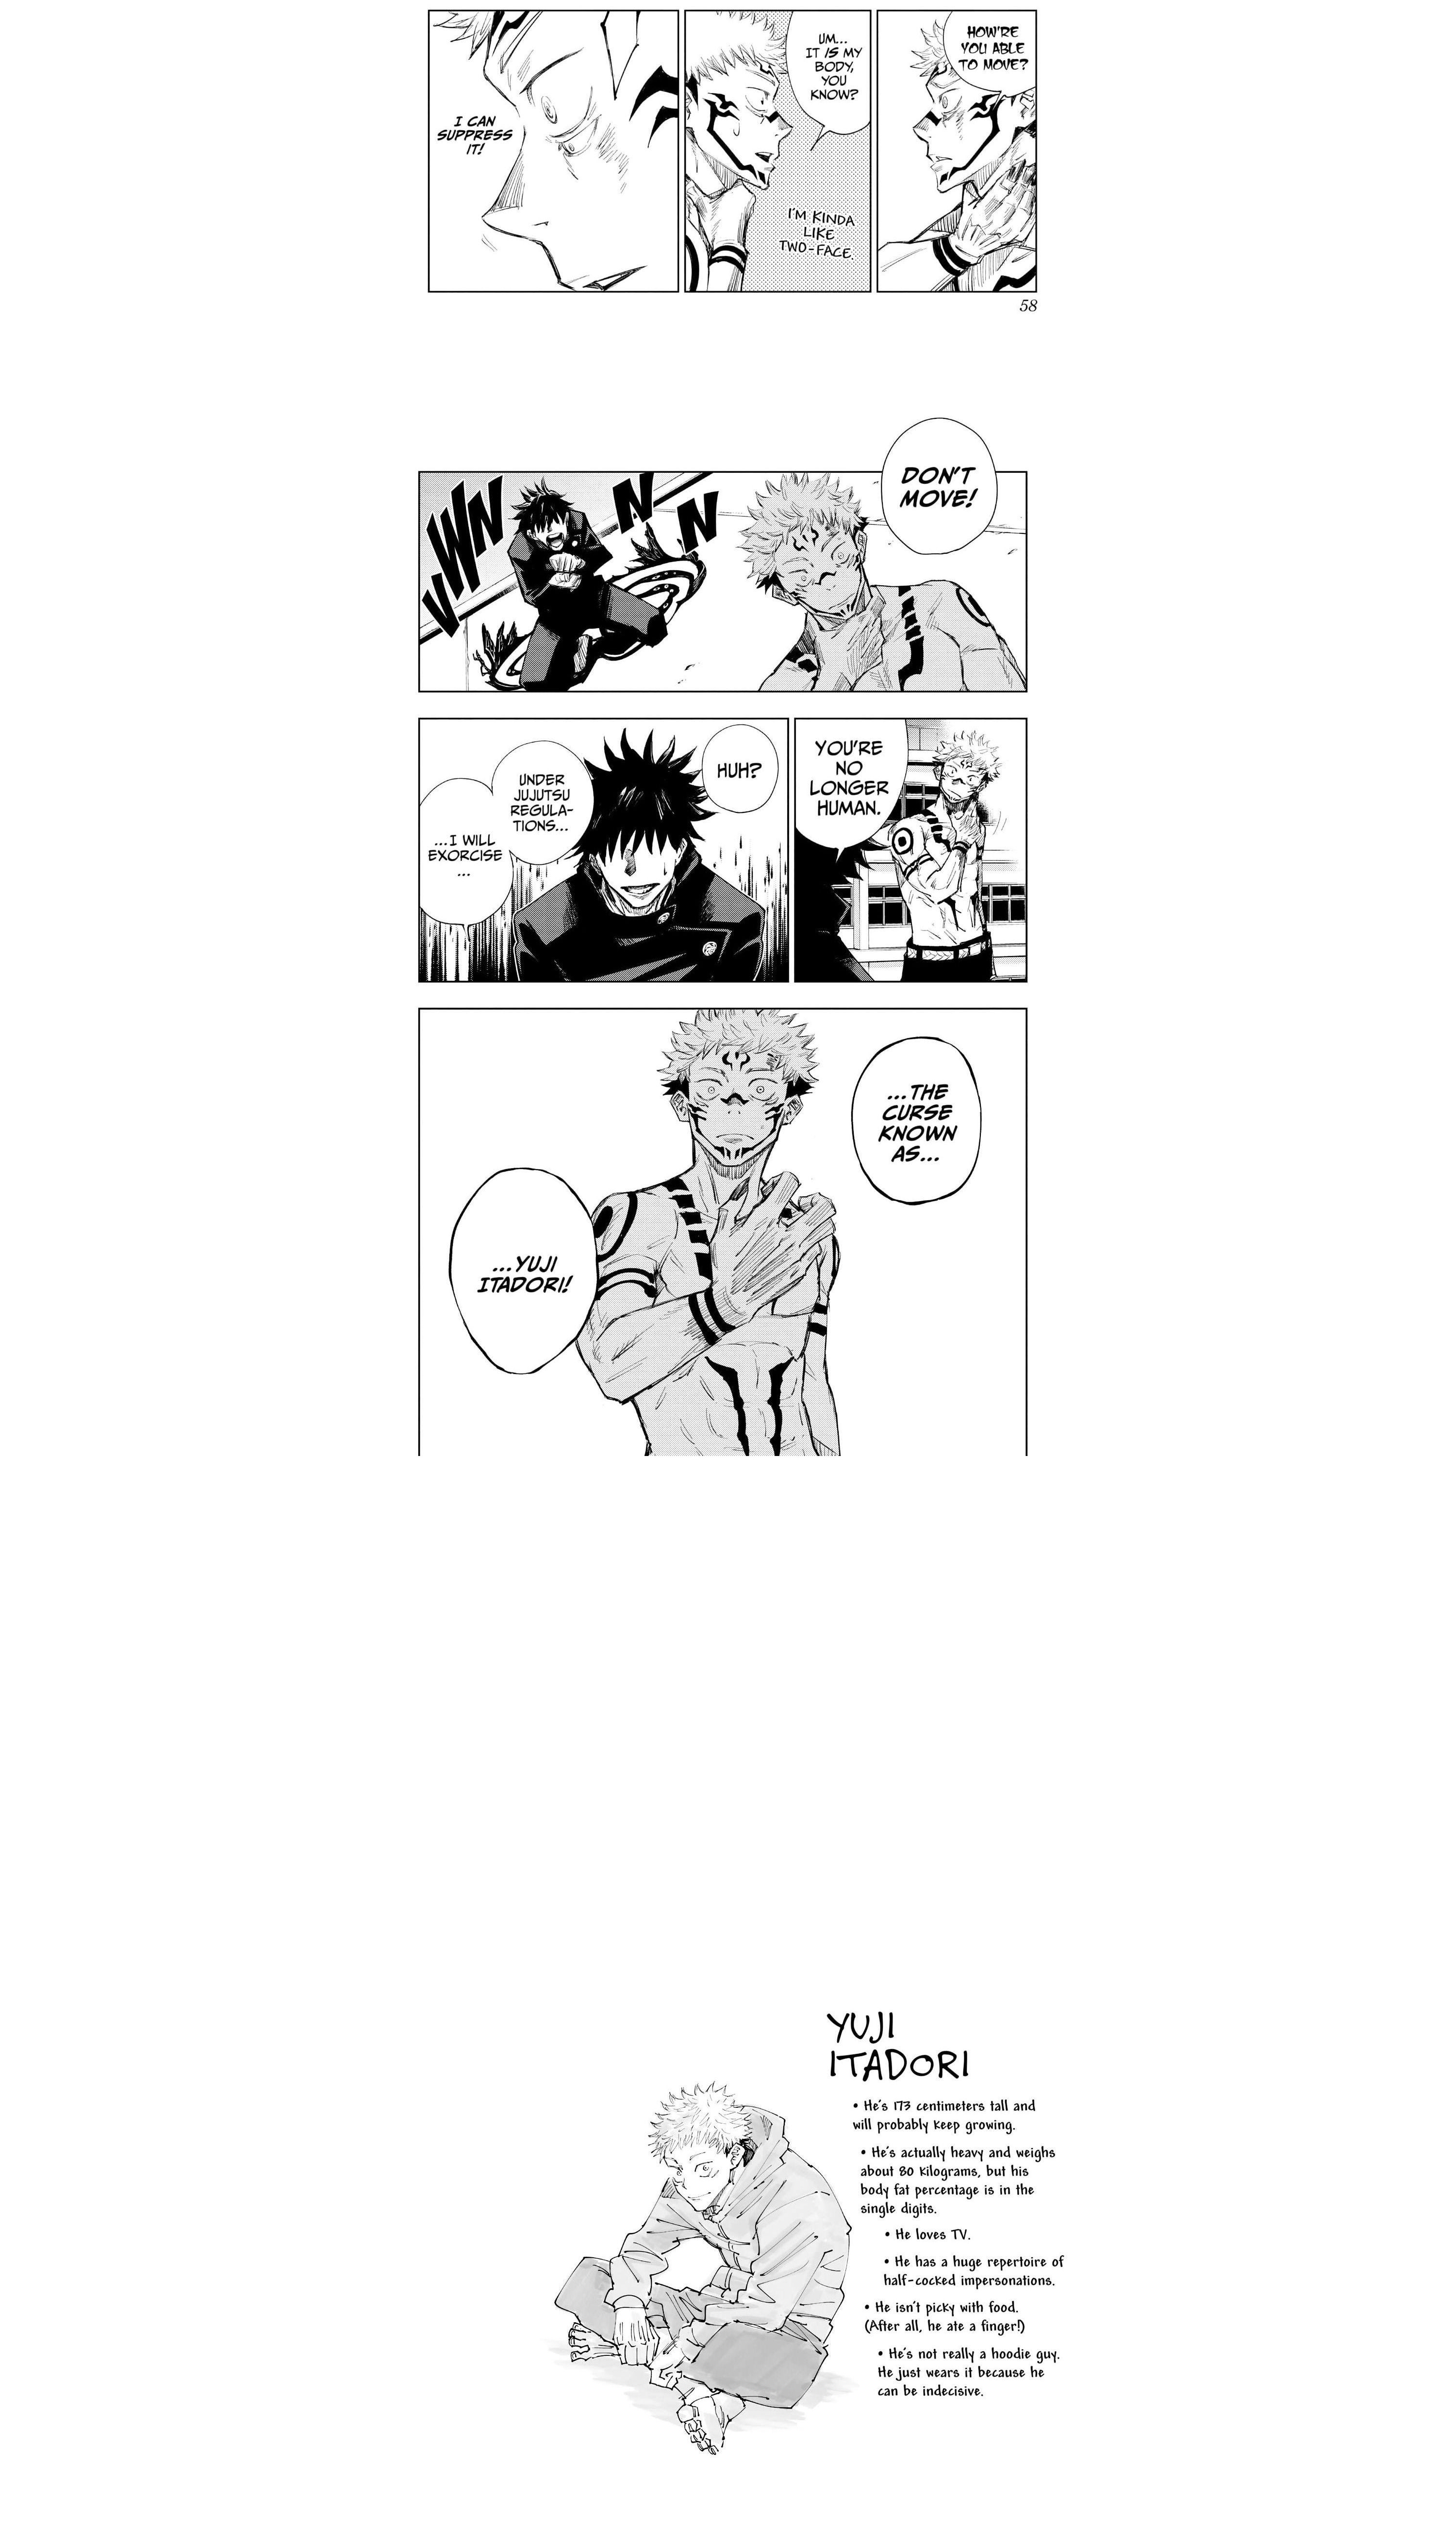 HOW'RE
YOU ABLE
TO MOVE?
UM...
IT IS MY
BODY,
YOU
KNOW?
I'M KINDA
LIKE
TWO-FACE.
I CAN
SUPPRESS
IT!
58
DON'T
MOVE!
VWN
N
N
YOU'RE
NO
LONGER
HUMAN.
HUH?
UNDER
JUJUTSU
REGULA-
TIONS...
...I WILL
EXORCISE
...
...THE
CURSE
KNOWN
AS...
...YUJI
ITADORI!
YUJI
ITADORI
• He's 173 centimeters tall and
will probably keep growing.
• He's actually heavy and weighs
about 80 kilograms, but his
body fat percentage is in the
single digits.
• He loves TV.
• He has a huge repertoire of
half-cocked impersonations.
• He isn't picky with food.
(After all, he ate a finger!)
• He's not really a hoodie guy.
He just wears it because he
can be indecisive.